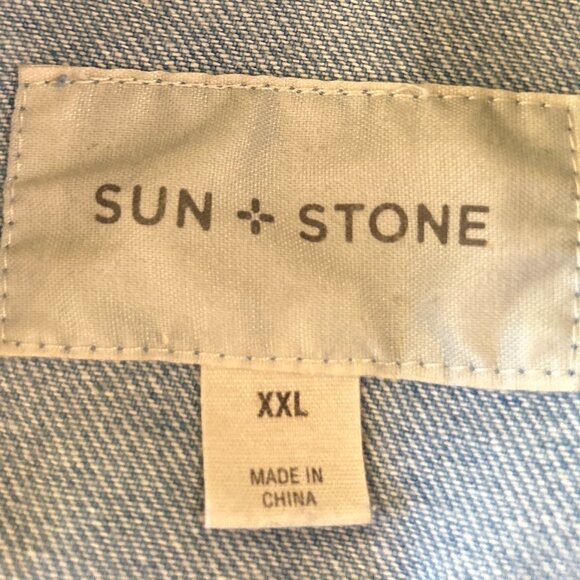 SUN + STONE
XXL
MADE IN
CHINA